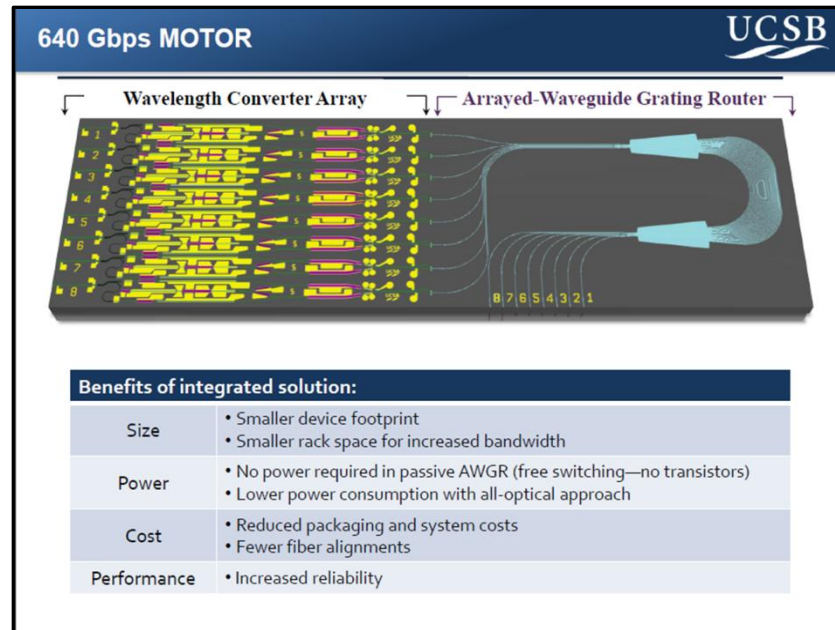 640 Gbps MOTOR
UCSB
Wavelength Converter Array
Arrayed-Waveguide Grating Router
1
2
3
4
5
6
7
8
8 7 6 5 4 3 2 1
Benefits of integrated solution:
Size
• Smaller device footprint
• Smaller rack space for increased bandwidth
Power
• No power required in passive AWGR (free switching—no transistors)
• Lower power consumption with all-optical approach
Cost
• Reduced packaging and system costs
• Fewer fiber alignments
Performance
• Increased reliability